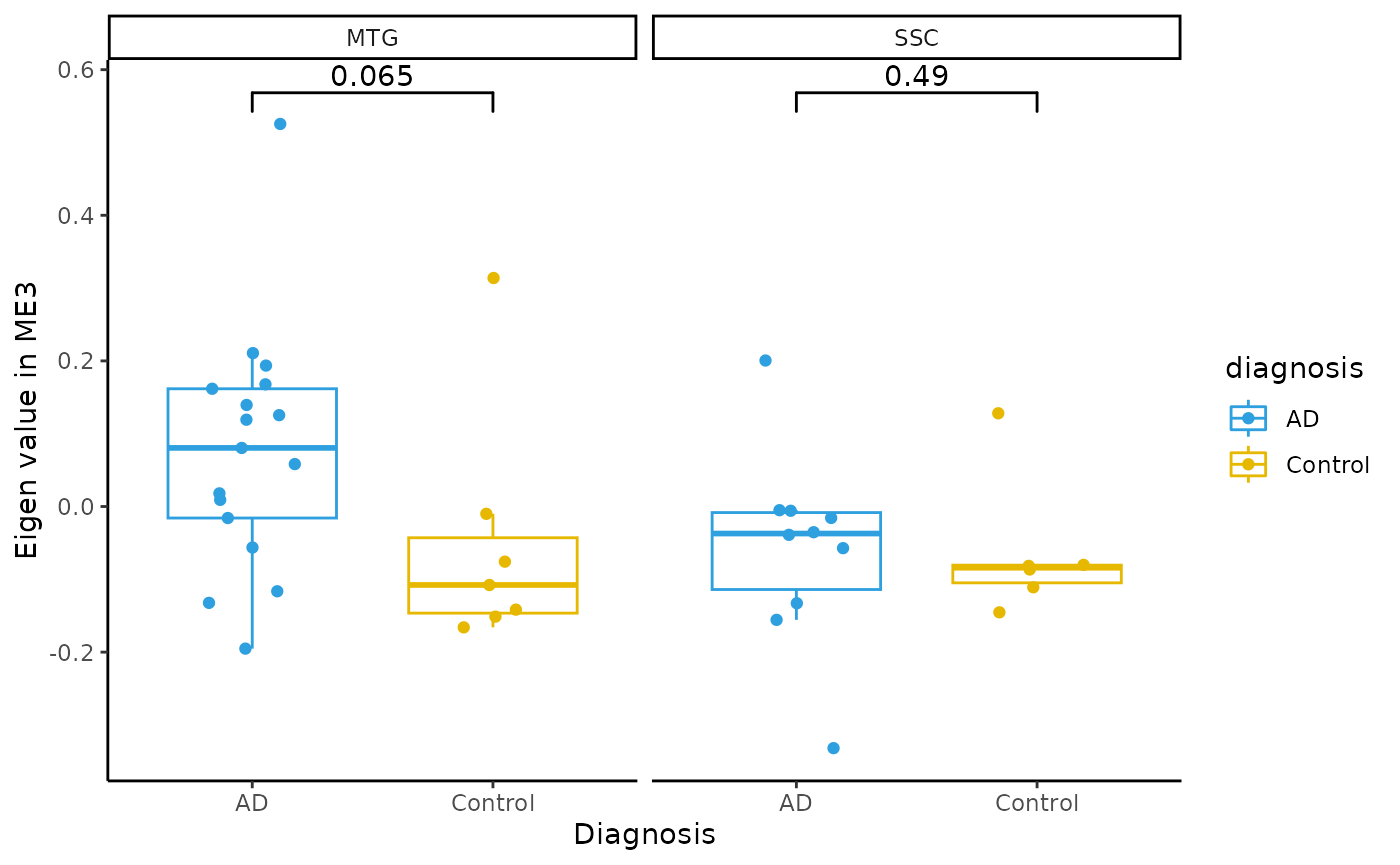 MTG
SSC
0.065
0.49
0.6
0.4
0.2
0.0
-0.2
Eigen value in ME3
AD
Control
AD
Control
Diagnosis
diagnosis
AD
Control